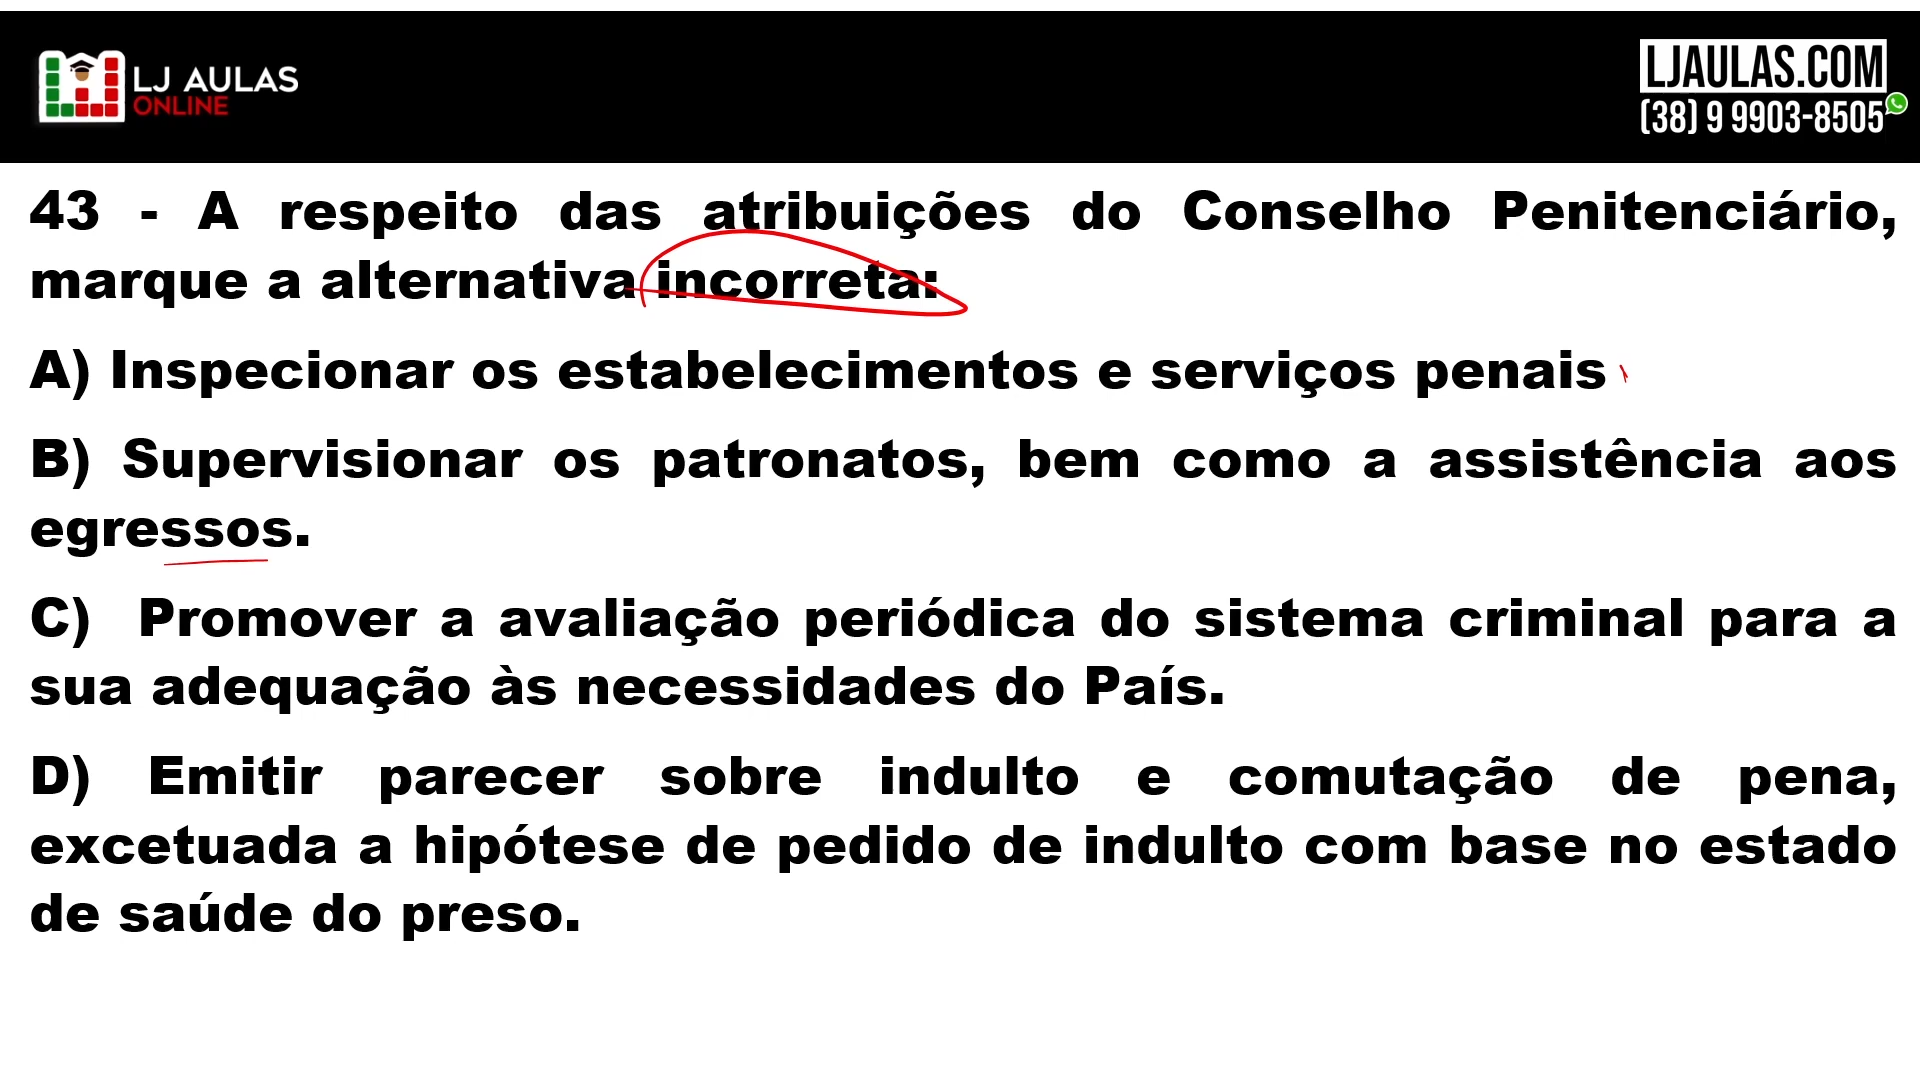 LJ AULAS
ONLINE
LJAULAS.COM
(38) 9 9903-8505
43 - A respeito das atribuições do Conselho Penitenciário,
marque a alternativa incorreta:
A) Inspecionar os estabelecimentos e serviços penais
B) Supervisionar os patronatos, bem como a assistência aos
egressos.
C) Promover a avaliação periódica do sistema criminal para a
sua adequação às necessidades do País.
D) Emitir parecer sobre indulto e comutação de pena,
excetuada a hipótese de pedido de indulto com base no estado
de saúde do preso.